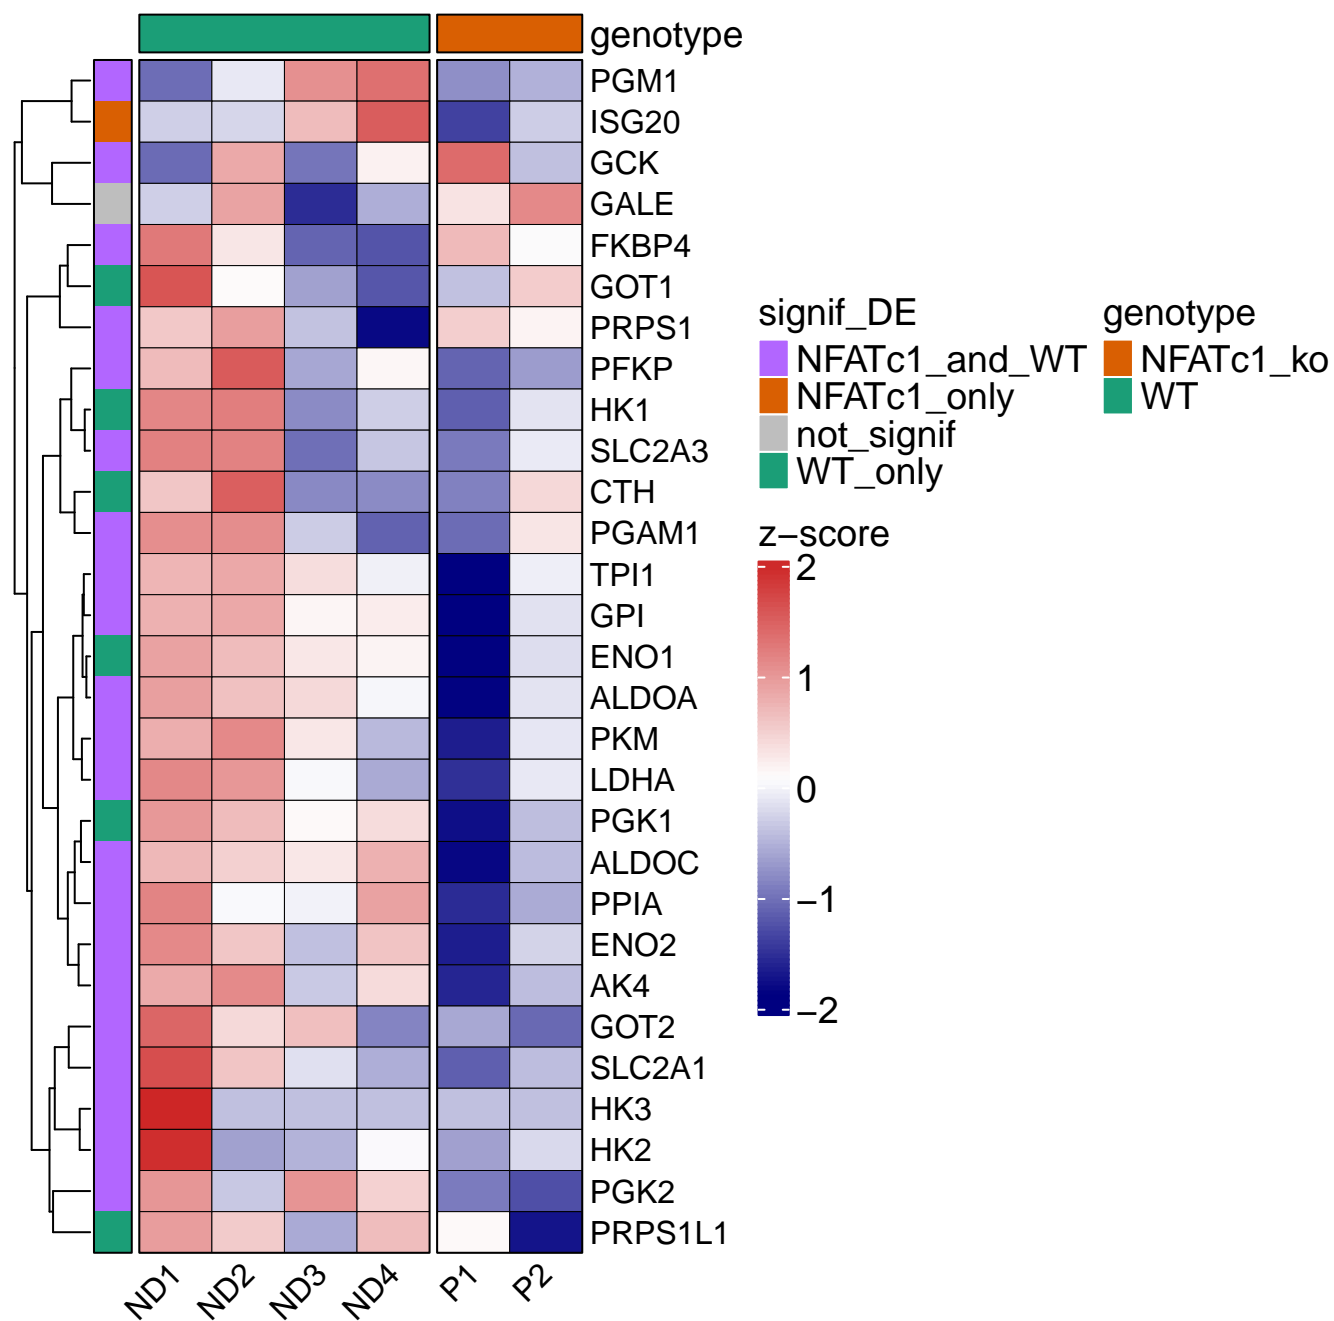 genotype
PGM1
ISG20
GCK
GALE
FKBP4
GOT1
PRPS1
PFKP
HK1
SLC2A3
CTH
PGAM1
TPI1
GPI
ENO1
ALDOA
PKM
LDHA
PGK1
ALDOC
PPIA
ENO2
AK4
GOT2
SLC2A1
HK3
HK2
PGK2
PRPS1L1
ND1 ND2 ND3 ND4 P1 P2
signif_DE
NFATc1_and_WT
NFATc1_only
not_signif
WT_only
genotype
NFATc1_ko
WT
z−score
2
1
0
−1
−2